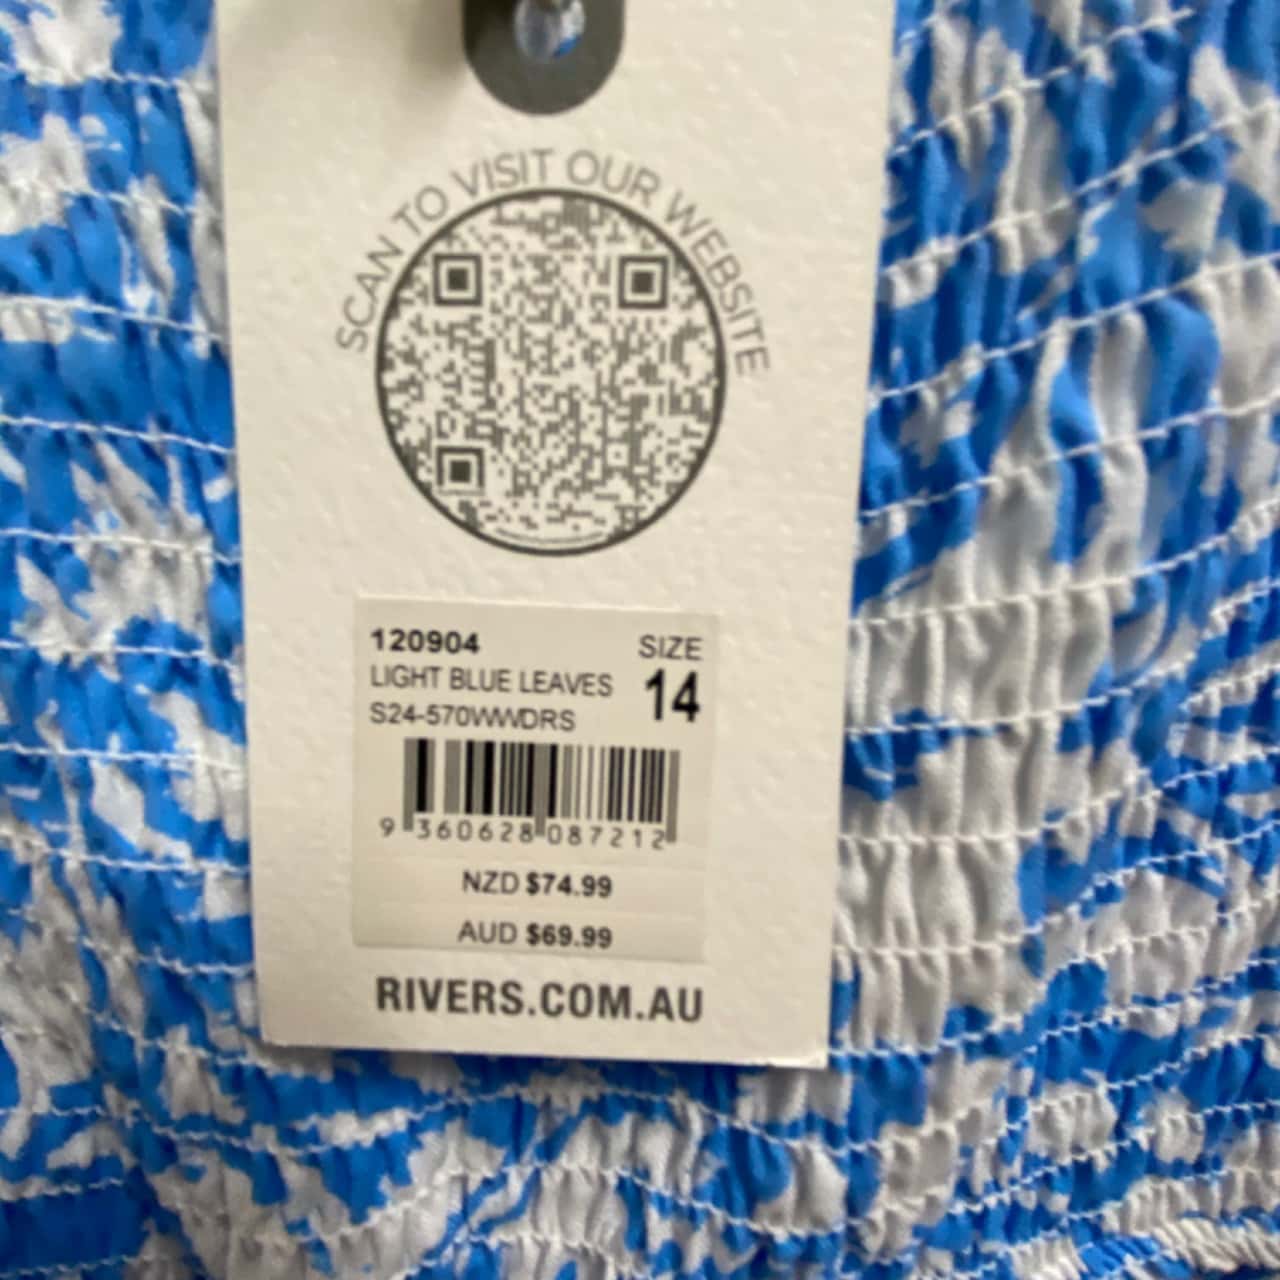 SCAN TO VISIT OUR WEBSITE
120904 SIZE
LIGHT BLUE LEAVES 14
S24-570WWDRS
9 360628 087212
NZD $74.99
AUD $69.99
RIVERS.COM.AU